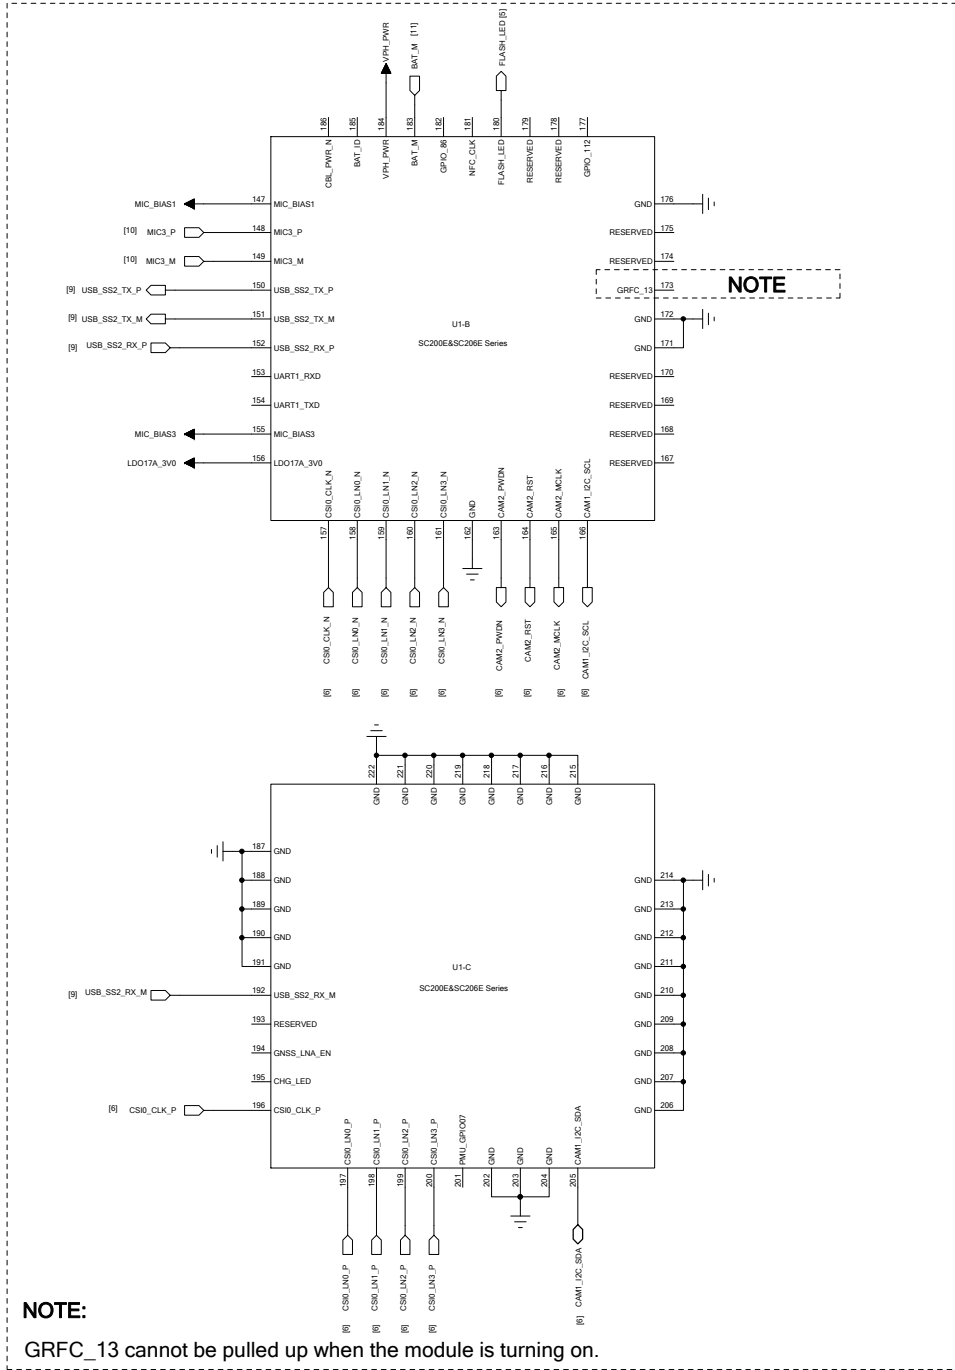 VPH_PWR
BAT_M [11]
FLASH_LED [5]
186
185
184
183
182
181
180
179
178
177
CBL_PWR_N
BAT_ID
VPH_PWR
BAT_M
GPIO_86
NFC_CLK
FLASH_LED
RESERVED
RESERVED
GPIO_112
MIC_BIAS1 147 MIC_BIAS1
[10] MIC3_P 148 MIC3_P
[10] MIC3_M 149 MIC3_M
[9] USB_SS2_TX_P 150 USB_SS2_TX_P
[9] USB_SS2_TX_M 151 USB_SS2_TX_M
[9] USB_SS2_RX_P 152 USB_SS2_RX_P
153 UART1_RXD
154 UART1_TXD
MIC_BIAS3 155 MIC_BIAS3
LDO17A_3V0 156 LDO17A_3V0
U1-B
SC200E&SC206E Series
GND 176
RESERVED 175
RESERVED 174
GRFC_13 173 NOTE
GND 172
GND 171
RESERVED 170
RESERVED 169
RESERVED 168
RESERVED 167
CSI0_CLK_N
CSI0_LN0_N
CSI0_LN1_N
CSI0_LN2_N
CSI0_LN3_N
GND
CAM2_PWDN
CAM2_RST
CAM2_MCLK
CAM1_I2C_SCL
157
158
159
160
161
162
163
164
165
166
[6] CSI0_CLK_N
[6] CSI0_LN0_N
[6] CSI0_LN1_N
[6] CSI0_LN2_N
[6] CSI0_LN3_N
[6] CAM2_PWDN
[6] CAM2_RST
[6] CAM2_MCLK
[6] CAM1_I2C_SCL
222
221
220
219
218
217
216
215
GND
GND
GND
GND
GND
GND
GND
GND
187 GND
188 GND
189 GND
190 GND
191 GND
[9] USB_SS2_RX_M 192 USB_SS2_RX_M
193 RESERVED
194 GNSS_LNA_EN
195 CHG_LED
[6] CSI0_CLK_P 196 CSI0_CLK_P
U1-C
SC200E&SC206E Series
GND 214
GND 213
GND 212
GND 211
GND 210
GND 209
GND 208
GND 207
GND 206
CSI0_LN0_P
CSI0_LN1_P
CSI0_LN2_P
CSI0_LN3_P
PMU_GPIO07
GND
GND
GND
CAM1_I2C_SDA
197
198
199
200
201
202
203
204
205
[6] CSI0_LN0_P
[6] CSI0_LN1_P
[6] CSI0_LN2_P
[6] CSI0_LN3_P
[6] CAM1_I2C_SDA
NOTE:
GRFC_13 cannot be pulled up when the module is turning on.